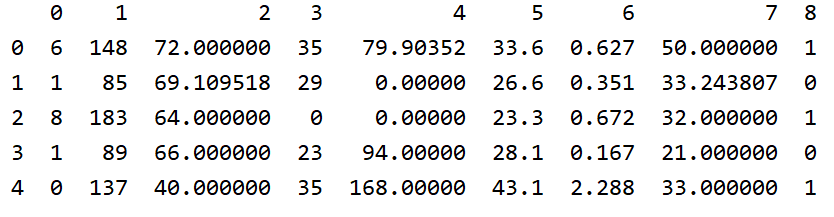 0 1 2 3 4 5 6 7 8
0 6 148 72.000000 35 79.90352 33.6 0.627 50.000000 1
1 1 85 69.109518 29 0.00000 26.6 0.351 33.243807 0
2 8 183 64.000000 0 0.00000 23.3 0.672 32.000000 1
3 1 89 66.000000 23 94.00000 28.1 0.167 21.000000 0
4 0 137 40.000000 35 168.00000 43.1 2.288 33.000000 1